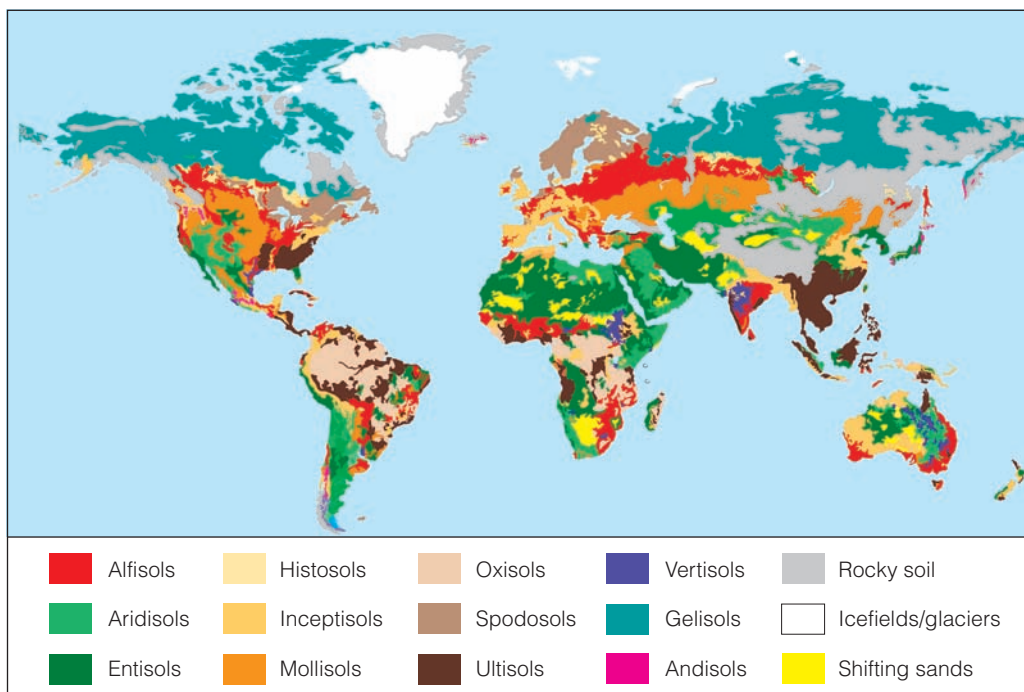 Alfisols Histosols Oxisols Vertisols Rocky soil
Aridisols Inceptisols Spodosols Gelisols Icefields/glaciers
Entisols Mollisols Ultisols Andisols Shifting sands